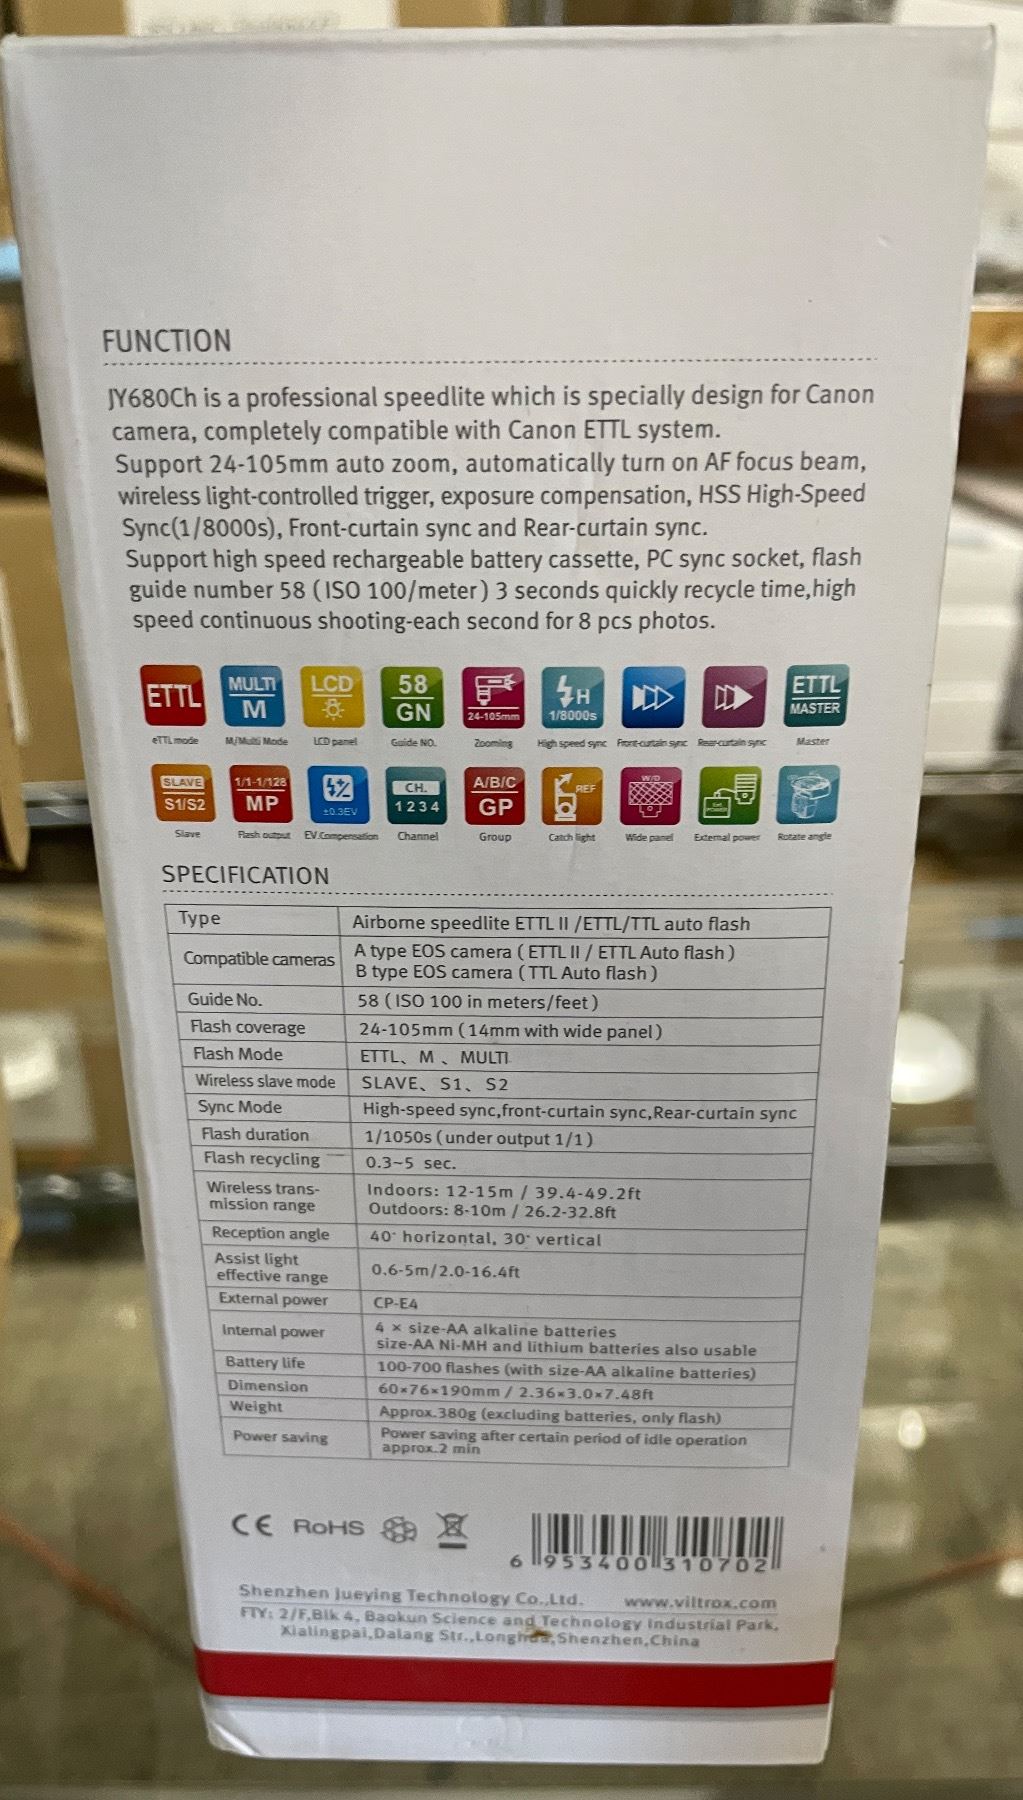 FUNCTION
JY680Ch is a professional speedlite which is specially design for Canon
camera, completely compatible with Canon ETTL system.
Support 24-105mm auto zoom, automatically turn on AF focus beam,
wireless light-controlled trigger, exposure compensation, HSS High-Speed
Sync(1/8000s), Front-curtain sync and Rear-curtain sync.
Support high speed rechargeable battery cassette, PC sync socket, flash
guide number 58 (ISO 100/meter) 3 seconds quickly recycle time,high
speed continuous shooting-each second for 8 pcs photos.
ETTL MULTI M LCD 58 GN 24-105mm H 1/8000s ETTL MASTER
eTTL mode M/Multi Mode LCD panel Guide NO. Zooming High speed sync Front-curtain sync Rear-curtain sync Master
SLAVE S1/S2 1/1-1/128 MP ±0.3EV CH. 1 2 3 4 A/B/C GP REF W/D Ext POWER
Slave Flash output EV.Compensation Channel Group Catch light Wide panel External power Rotate angle
SPECIFICATION
Type Airborne speedlite ETTL II /ETTL/TTL auto flash
Compatible cameras A type EOS camera ( ETTL II / ETTL Auto flash )
B type EOS camera ( TTL Auto flash )
Guide No. 58 ( ISO 100 in meters/feet )
Flash coverage 24-105mm ( 14mm with wide panel )
Flash Mode ETTL、M 、MULTI
Wireless slave mode SLAVE、S1、S2
Sync Mode High-speed sync,front-curtain sync,Rear-curtain sync
Flash duration 1/1050s ( under output 1/1 )
Flash recycling 0.3~5 sec.
Wireless trans-
mission range Indoors: 12-15m / 39.4-49.2ft
Outdoors: 8-10m / 26.2-32.8ft
Reception angle 40° horizontal, 30° vertical
Assist light
effective range 0.6-5m/2.0-16.4ft
External power CP-E4
Internal power 4 × size-AA alkaline batteries
size-AA Ni-MH and lithium batteries also usable
Battery life 100-700 flashes (with size-AA alkaline batteries)
Dimension 60×76×190mm / 2.36×3.0×7.48ft
Weight Approx.380g (excluding batteries, only flash)
Power saving Power saving after certain period of idle operation
approx.2 min
CE RoHS
6 953400 310702
Shenzhen Jueying Technology Co.,Ltd. www.viltrox.com
FTY: 2/F,Blk 4, Baokun Science and Technology Industrial Park,
Xialingpai,Dalang Str.,Longhua,Shenzhen,China